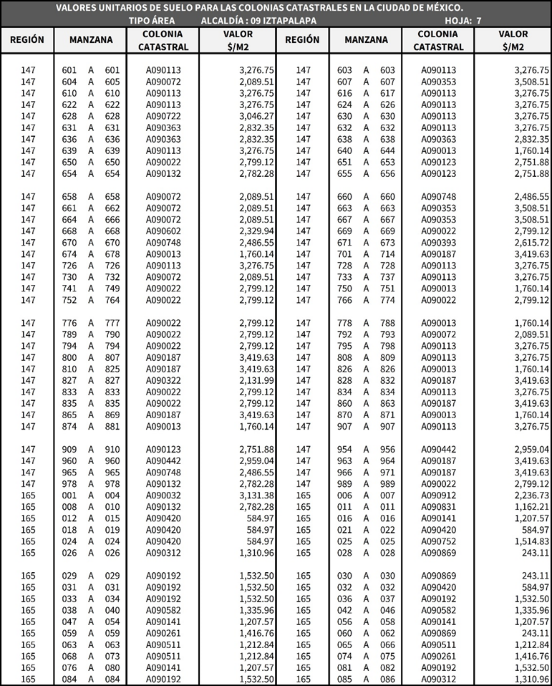 VALORES UNITARIOS DE SUELO PARA LAS COLONIAS CATASTRALES EN LA CIUDAD DE MÉXICO.
TIPO ÁREA ALCALDÍA : 09 IZTAPALAPA HOJA: 7
REGIÓN MANZANA COLONIA CATASTRAL VALOR $/M2 REGIÓN MANZANA COLONIA CATASTRAL VALOR $/M2
147 601 A 601 A090113 3,276.75 147 603 A 603 A090113 3,276.75
147 604 A 605 A090072 2,089.51 147 607 A 607 A090353 3,508.51
147 610 A 610 A090113 3,276.75 147 616 A 617 A090113 3,276.75
147 622 A 622 A090113 3,276.75 147 624 A 626 A090113 3,276.75
147 628 A 628 A090722 3,046.27 147 630 A 630 A090113 3,276.75
147 631 A 631 A090363 2,832.35 147 632 A 632 A090113 3,276.75
147 636 A 636 A090363 2,832.35 147 638 A 638 A090363 2,832.35
147 639 A 639 A090113 3,276.75 147 640 A 644 A090013 1,760.14
147 650 A 650 A090022 2,799.12 147 651 A 653 A090123 2,751.88
147 654 A 654 A090132 2,782.28 147 655 A 656 A090123 2,751.88
147 658 A 658 A090072 2,089.51 147 660 A 660 A090748 2,486.55
147 661 A 662 A090072 2,089.51 147 663 A 663 A090353 3,508.51
147 664 A 666 A090072 2,089.51 147 667 A 667 A090353 3,508.51
147 668 A 668 A090602 2,329.94 147 669 A 669 A090022 2,799.12
147 670 A 670 A090748 2,486.55 147 671 A 673 A090393 2,615.72
147 674 A 678 A090013 1,760.14 147 701 A 714 A090187 3,419.63
147 726 A 726 A090113 3,276.75 147 728 A 728 A090113 3,276.75
147 730 A 732 A090072 2,089.51 147 733 A 737 A090113 3,276.75
147 741 A 749 A090022 2,799.12 147 750 A 751 A090013 1,760.14
147 752 A 764 A090022 2,799.12 147 766 A 774 A090022 2,799.12
147 776 A 777 A090022 2,799.12 147 778 A 788 A090013 1,760.14
147 789 A 790 A090022 2,799.12 147 792 A 793 A090072 2,089.51
147 794 A 794 A090022 2,799.12 147 795 A 798 A090113 3,276.75
147 800 A 807 A090187 3,419.63 147 808 A 809 A090113 3,276.75
147 810 A 825 A090187 3,419.63 147 826 A 826 A090013 1,760.14
147 827 A 827 A090322 2,131.99 147 828 A 832 A090187 3,419.63
147 833 A 833 A090022 2,799.12 147 834 A 834 A090113 3,276.75
147 835 A 835 A090022 2,799.12 147 860 A 863 A090187 3,419.63
147 865 A 869 A090187 3,419.63 147 870 A 871 A090013 1,760.14
147 874 A 881 A090013 1,760.14 147 907 A 907 A090113 3,276.75
147 909 A 910 A090123 2,751.88 147 954 A 956 A090442 2,959.04
147 960 A 960 A090442 2,959.04 147 963 A 964 A090187 3,419.63
147 965 A 965 A090748 2,486.55 147 966 A 971 A090187 3,419.63
147 978 A 978 A090132 2,782.28 147 989 A 989 A090022 2,799.12
165 001 A 004 A090032 3,131.38 165 006 A 007 A090912 2,236.73
165 008 A 010 A090132 2,782.28 165 011 A 011 A090831 1,162.21
165 012 A 015 A090420 584.97 165 016 A 016 A090141 1,207.57
165 018 A 019 A090420 584.97 165 021 A 022 A090420 584.97
165 024 A 024 A090420 584.97 165 025 A 025 A090752 1,514.83
165 026 A 026 A090312 1,310.96 165 028 A 028 A090869 243.11
165 029 A 029 A090192 1,532.50 165 030 A 030 A090869 243.11
165 031 A 031 A090192 1,532.50 165 032 A 032 A090420 584.97
165 033 A 034 A090192 1,532.50 165 036 A 037 A090192 1,532.50
165 038 A 040 A090582 1,335.96 165 042 A 046 A090582 1,335.96
165 047 A 054 A090141 1,207.57 165 056 A 058 A090141 1,207.57
165 059 A 059 A090261 1,416.76 165 060 A 062 A090869 243.11
165 063 A 063 A090511 1,212.84 165 065 A 066 A090511 1,212.84
165 068 A 073 A090511 1,212.84 165 074 A 075 A090261 1,416.76
165 076 A 080 A090141 1,207.57 165 081 A 082 A090192 1,532.50
165 084 A 084 A090192 1,532.50 165 085 A 086 A090312 1,310.96